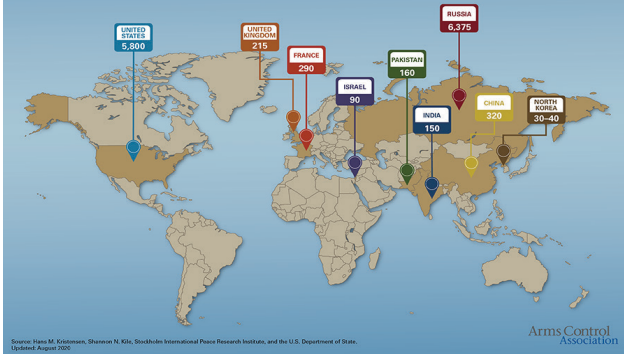 UNITED
STATES
5,800
UNITED
KINGDOM
215
FRANCE
290
ISRAEL
90
PAKISTAN
160
RUSSIA
6,375
INDIA
150
CHINA
320
NORTH
KOREA
30–40
Source: Hans M. Kristensen, Shannon N. Kile, Stockholm International Peace Research Institute, and the U.S. Department of State.
Updated: August 2020
Arms Control
Association